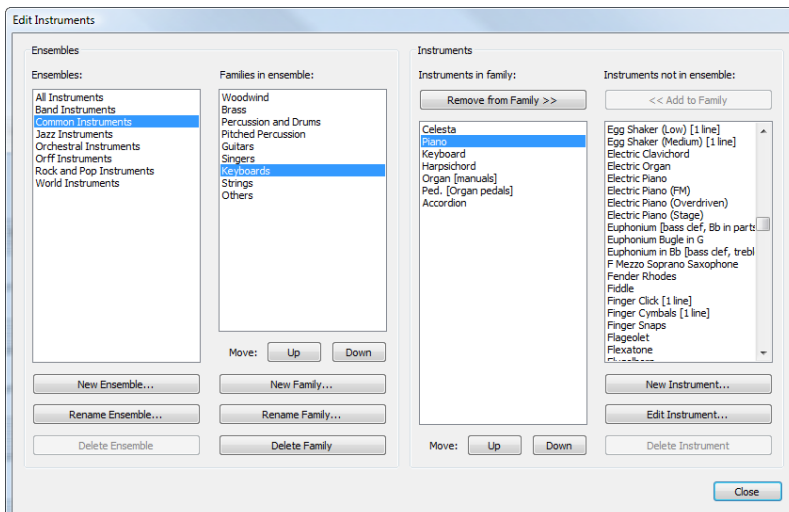 Edit Instruments
Ensembles
Ensembles:
All Instruments
Band Instruments
Common Instruments
Jazz Instruments
Orchestral Instruments
Orff Instruments
Rock and Pop Instruments
World Instruments
New Ensemble...
Rename Ensemble...
Delete Ensemble
Families in ensemble:
Woodwind
Brass
Percussion and Drums
Pitched Percussion
Guitars
Singers
Keyboards
Strings
Others
Move: Up Down
New Family...
Rename Family...
Delete Family
Instruments
Instruments in family:
Remove from Family >>
Celesta
Piano
Keyboard
Harpsichord
Organ [manuals]
Ped. [Organ pedals]
Accordion
Move: Up Down
Instruments not in ensemble:
<< Add to Family
Egg Shaker (Low) [1 line]
Egg Shaker (Medium) [1 line]
Electric Clavichord
Electric Organ
Electric Piano
Electric Piano (FM)
Electric Piano (Overdriven)
Electric Piano (Stage)
Euphonium [bass clef, Bb in parts
Euphonium Bugle in G
Euphonium in Bb [bass clef, trebl
F Mezzo Soprano Saxophone
Fender Rhodes
Fiddle
Finger Click [1 line]
Finger Cymbals [1 line]
Finger Snaps
Flageolet
Flexatone
New Instrument...
Edit Instrument...
Delete Instrument
Close